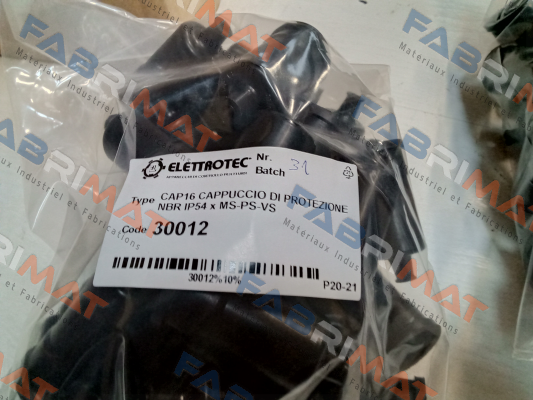 ELETTROTEC
Nr.
Batch 31
Type CAP16 CAPPUCCIO DI PROTEZIONE
NBR IP54 x MS-PS-VS
Code 30012
30012%10%
P20-21
FABRIMAT
Materiaux Industriel et Fabrications